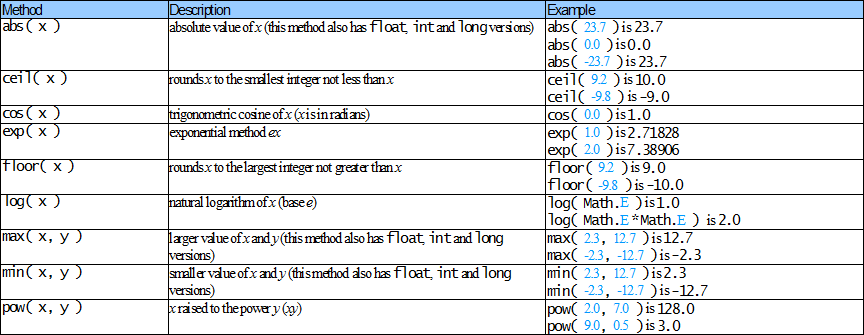 Method Description Example
abs( x ) absolute value of x (this method also has float, int and long versions) abs( 23.7 ) is 23.7
abs( 0.0 ) is 0.0
abs( -23.7 ) is 23.7
ceil( x ) rounds x to the smallest integer not less than x ceil( 9.2 ) is 10.0
ceil( -9.8 ) is -9.0
cos( x ) trigonometric cosine of x (x is in radians) cos( 0.0 ) is 1.0
exp( x ) exponential method ex exp( 1.0 ) is 2.71828
exp( 2.0 ) is 7.38906
floor( x ) rounds x to the largest integer not greater than x floor( 9.2 ) is 9.0
floor( -9.8 ) is -10.0
log( x ) natural logarithm of x (base e) log( Math.E ) is 1.0
log( Math.E * Math.E ) is 2.0
max( x, y ) larger value of x and y (this method also has float, int and long max( 2.3, 12.7 ) is 12.7
versions) max( -2.3, -12.7 ) is -2.3
min( x, y ) smaller value of x and y (this method also has float, int and long min( 2.3, 12.7 ) is 2.3
versions) min( -2.3, -12.7 ) is -12.7
pow( x, y ) x raised to the power y (xy) pow( 2.0, 7.0 ) is 128.0
pow( 9.0, 0.5 ) is 3.0